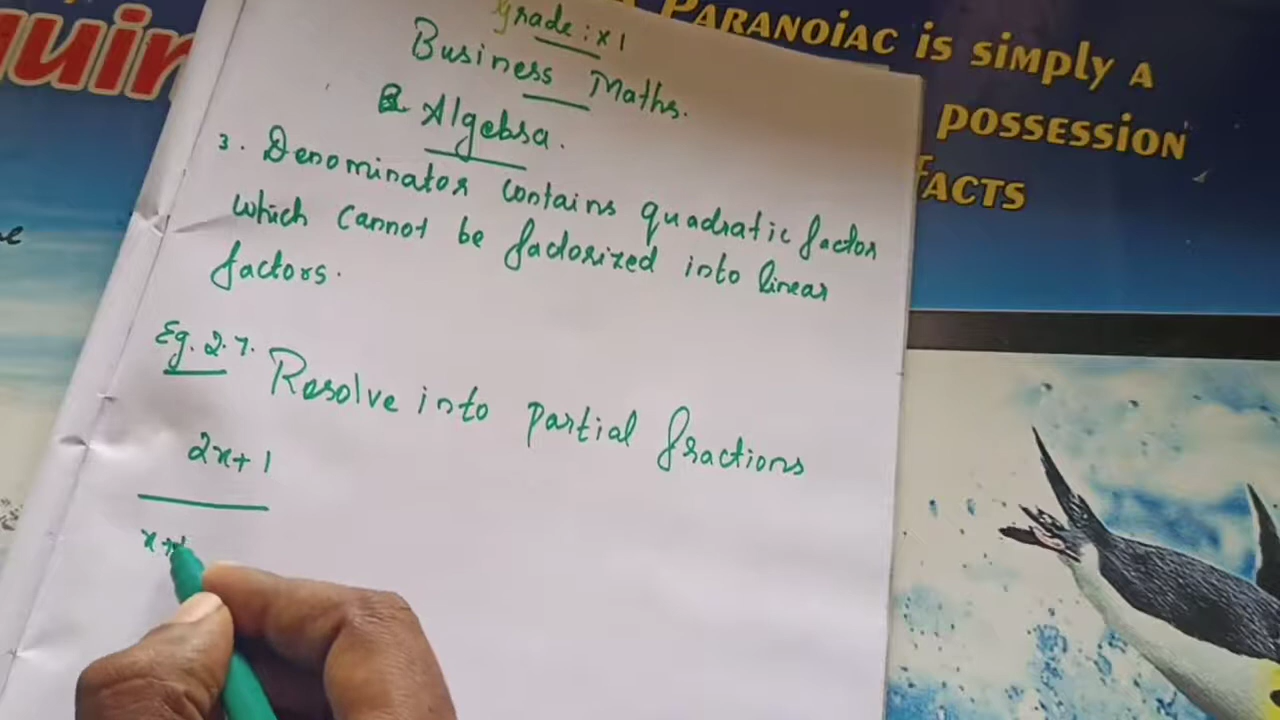 quir
PARANOIAC is simply A
POSSESSION
FACTS
Grade: XI
Business Maths.
Algebra.
3. Denominator contains quadratic factor
which cannot be factorized into linear
factors.
Eg. 2.7. Resolve into partial fractions
2x+1